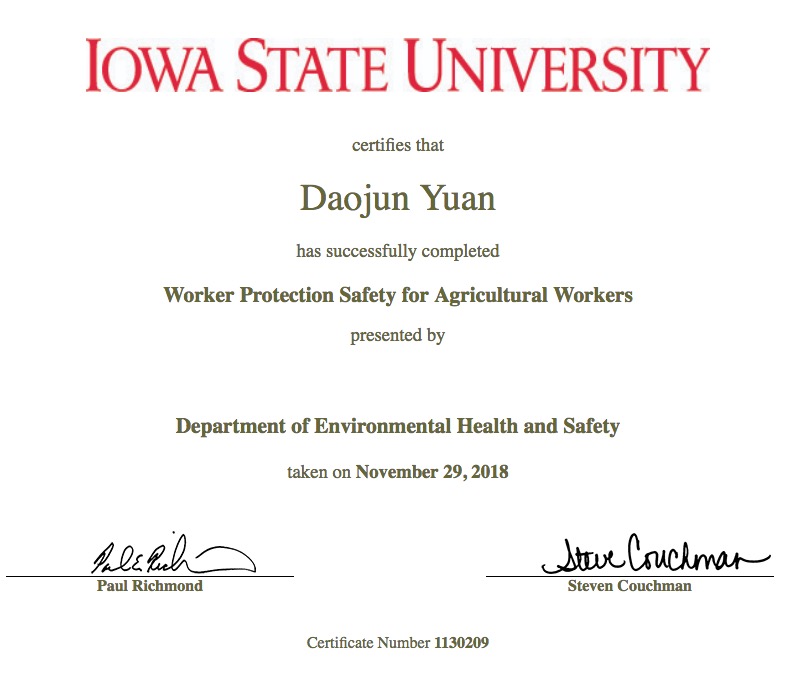 IOWA STATE UNIVERSITY
certifies that
Daojun Yuan
has successfully completed
Worker Protection Safety for Agricultural Workers
presented by
Department of Environmental Health and Safety
taken on November 29, 2018
Steve Couchman
Paul Richmond
Steven Couchman
Certificate Number 1130209